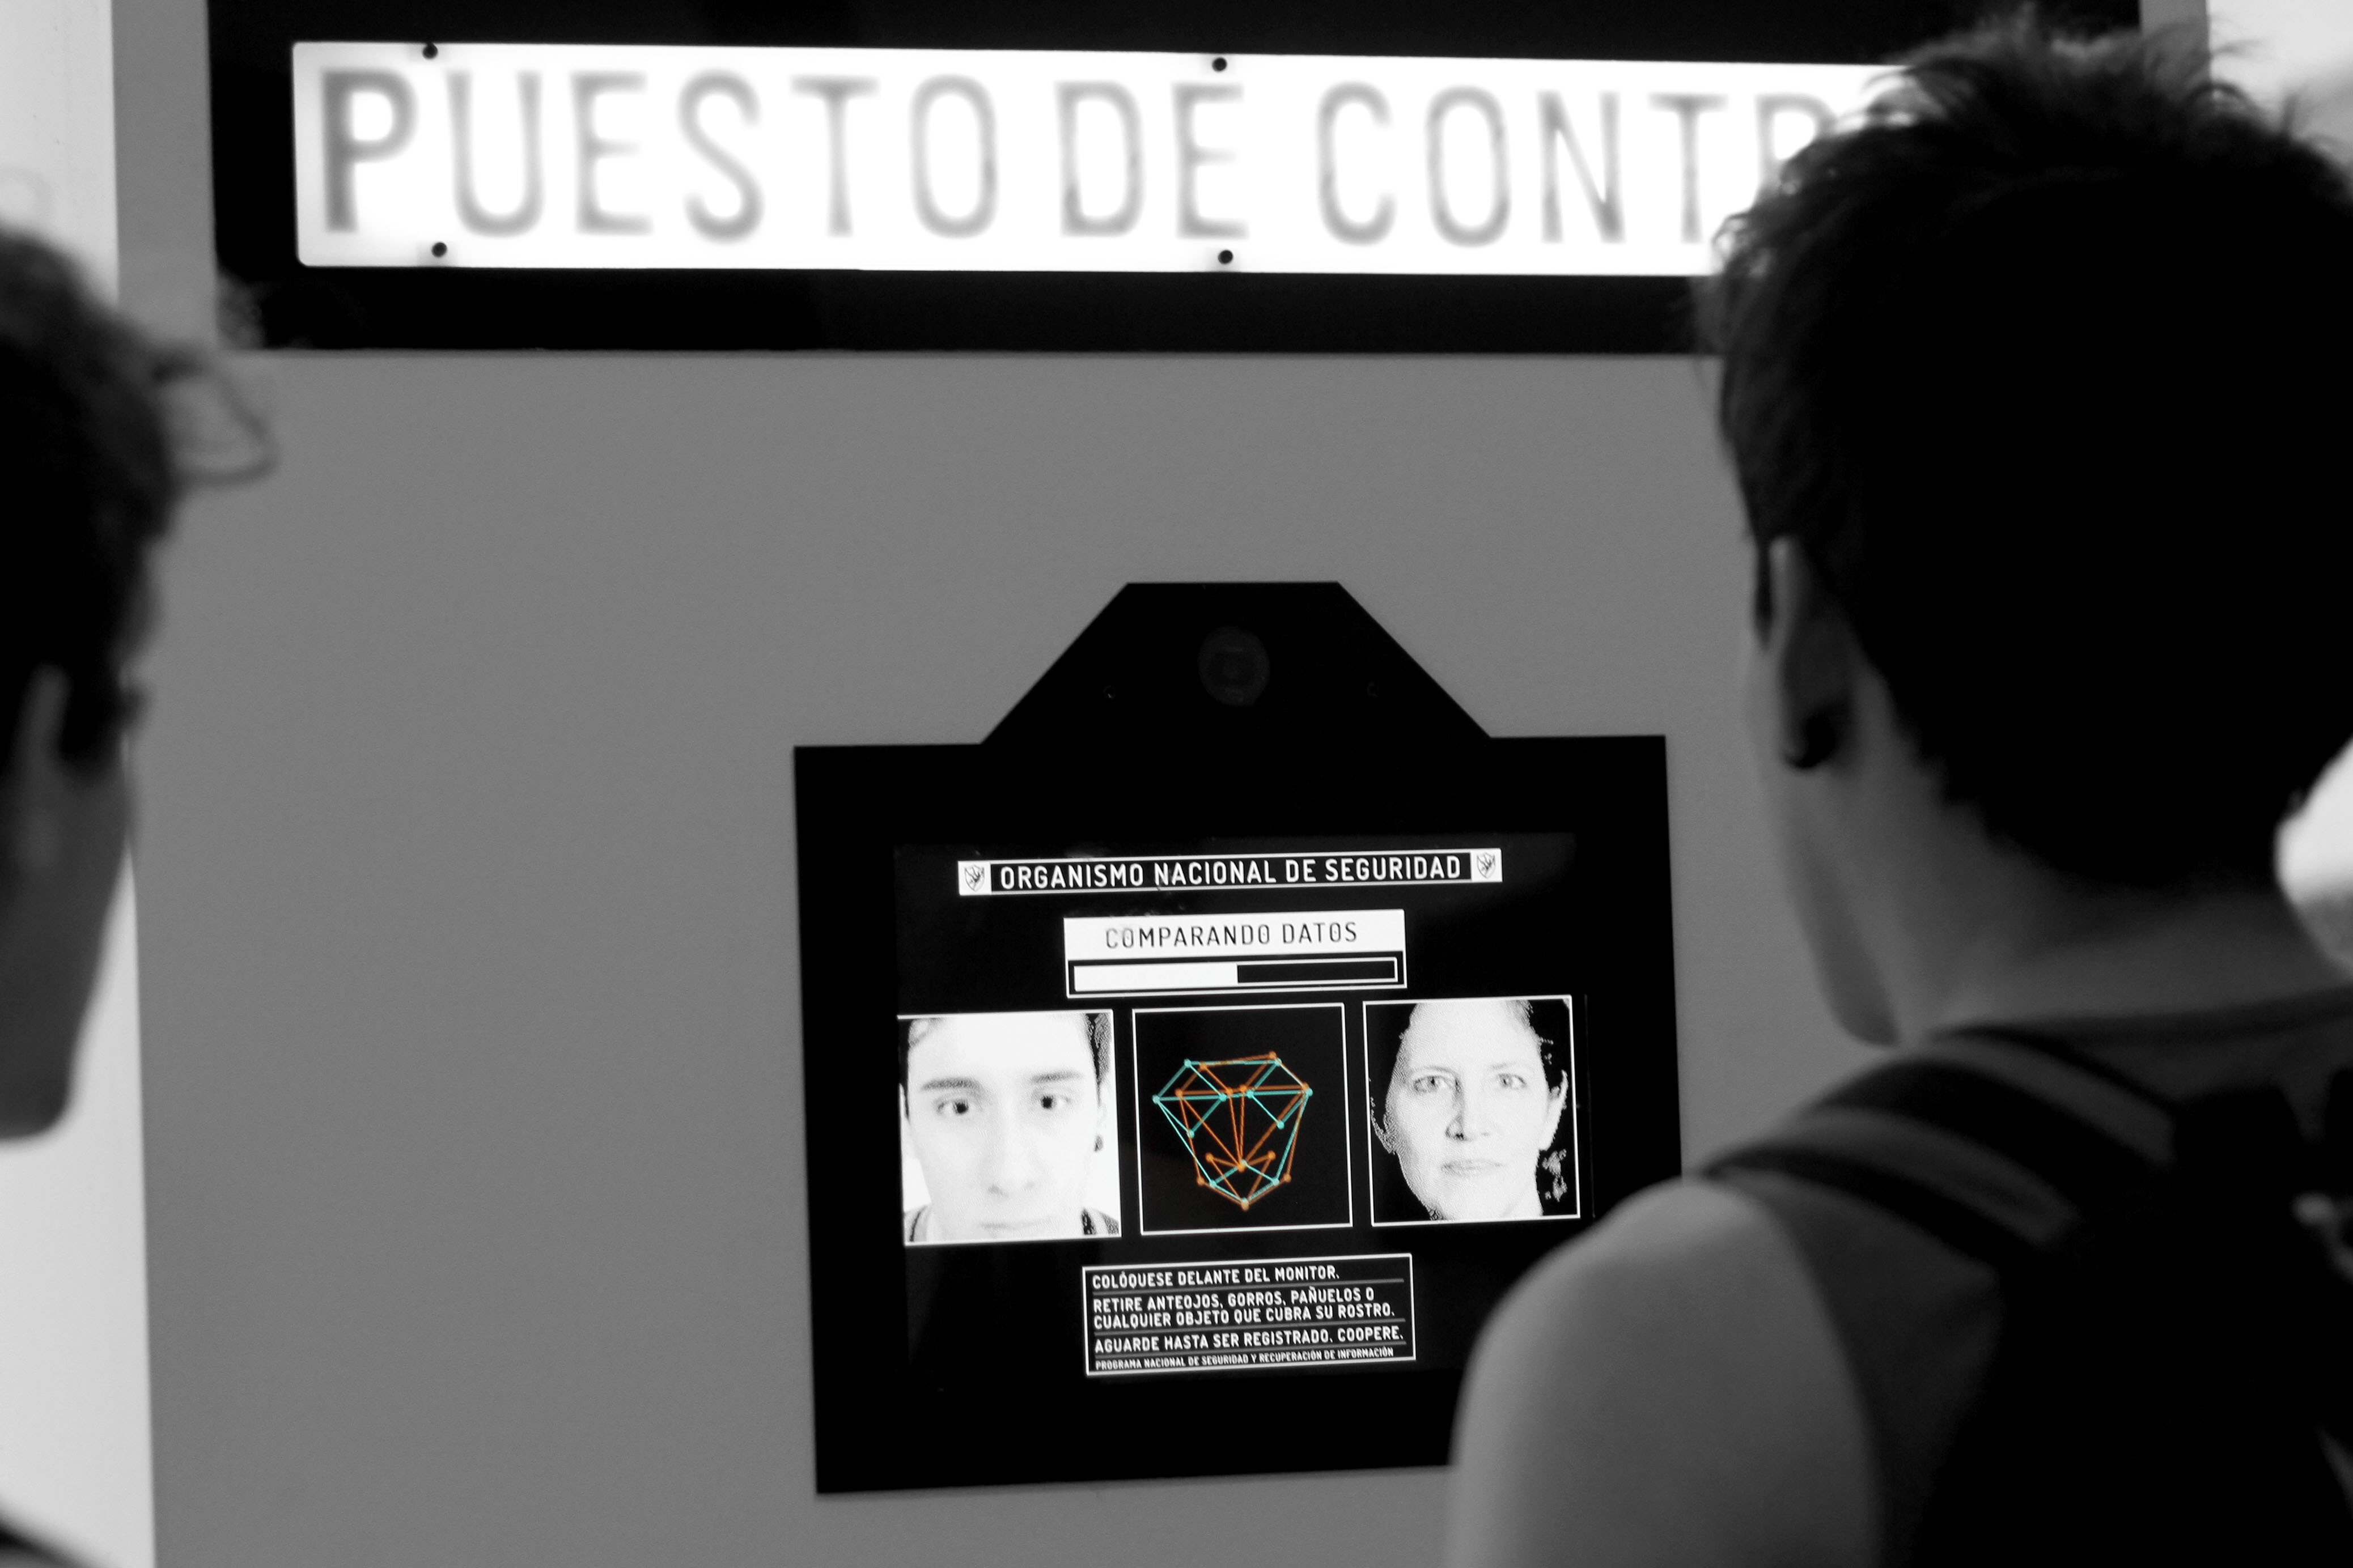 PUESTO DE CONTR
ORGANISMO NACIONAL DE SEGURIDAD
COMPARANDO DATOS
COLÓQUESE DELANTE DEL MONITOR.
RETIRE ANTEOJOS, GORROS, PAÑUELOS O
CUALQUIER OBJETO QUE CUBRA SU ROSTRO.
AGUARDE HASTA SER REGISTRADO. COOPERE.
PROGRAMA NACIONAL DE SEGURIDAD Y RECUPERACIÓN DE INFORMACIÓN